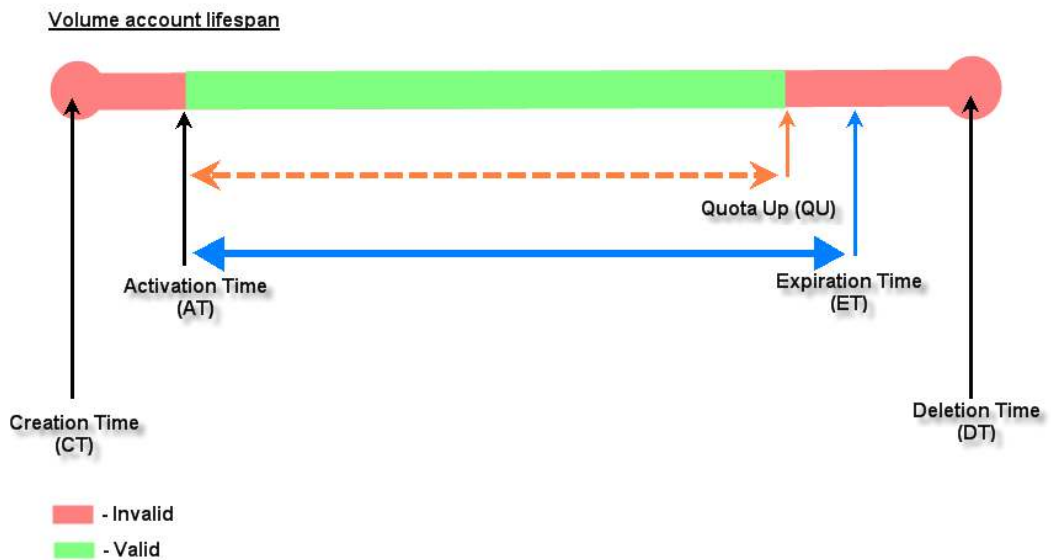 Volume account lifespan
Quota Up (QU)
Activation Time
(AT)
Expiration Time
(ET)
Creation Time
(CT)
Deletion Time
(DT)
- Invalid
- Valid